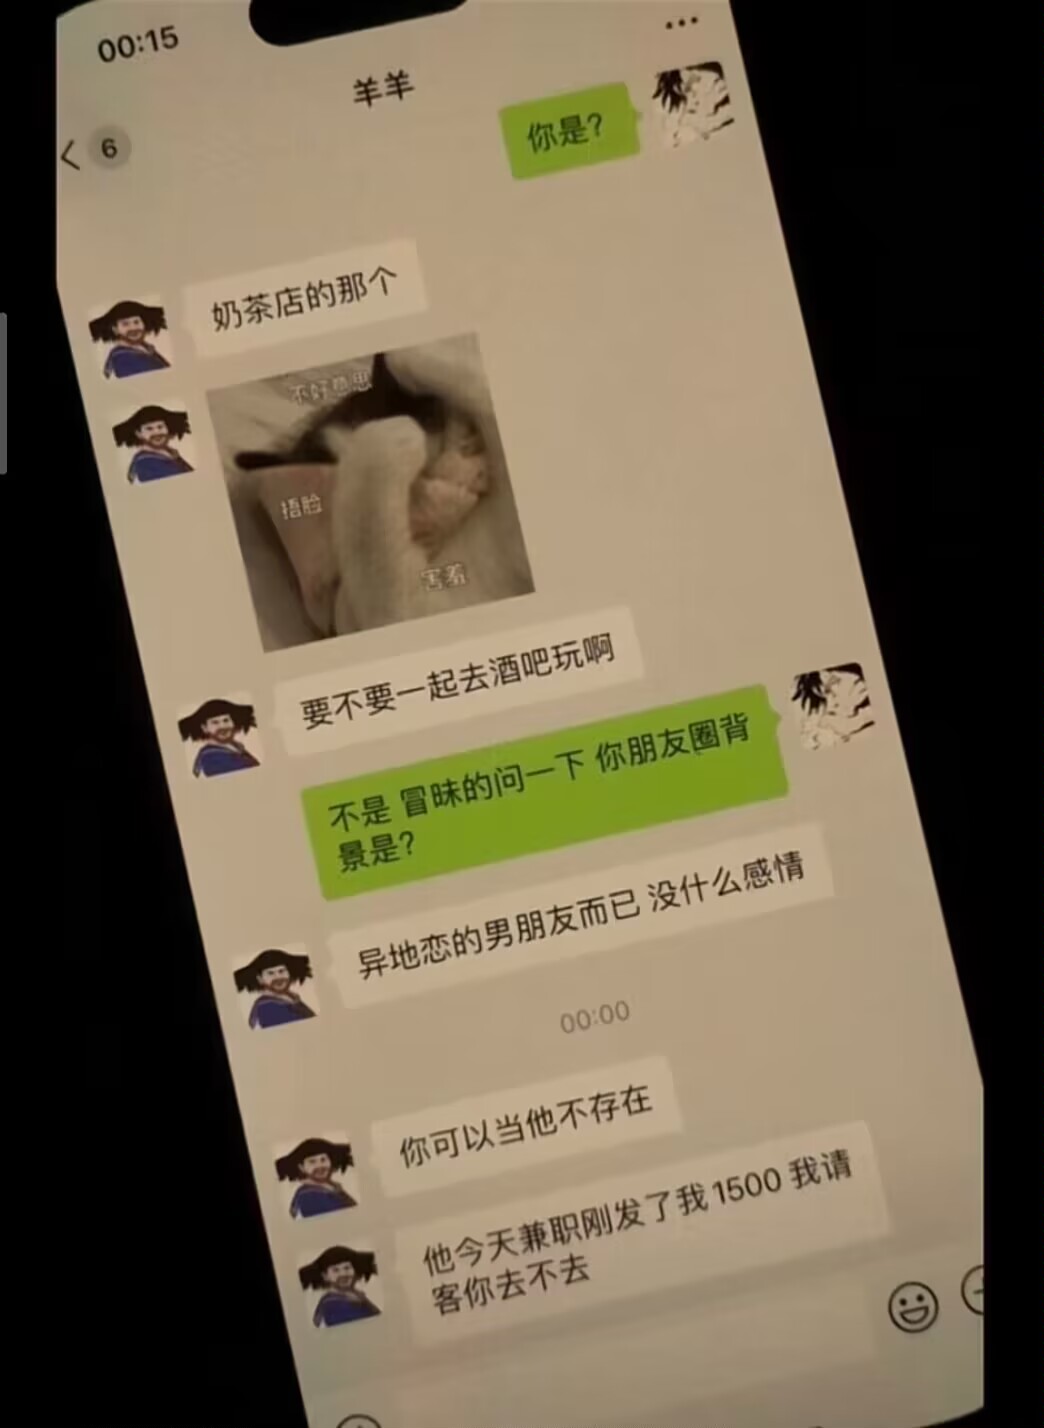 00:15
羊羊
6
你是?
奶茶店的那个
不好意思
捂脸
害羞
要不要一起去酒吧玩啊
不是 冒昧的问一下 你朋友圈背
景是?
异地恋的男朋友而已 没什么感情
00:00
你可以当他不存在
他今天兼职刚发了我 1500 我请
客你去不去